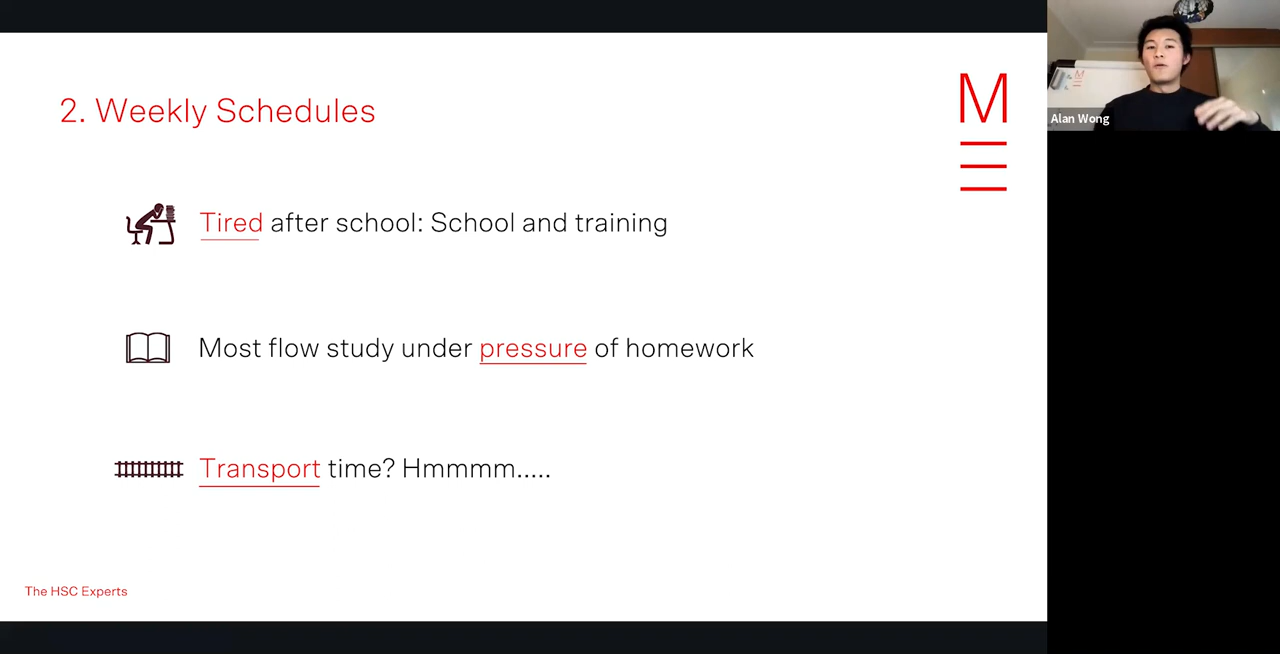 2. Weekly Schedules
M
Tired after school: School and training
Most flow study under pressure of homework
Transport time? Hmmmm.....
The HSC Experts
Alan Wong
M